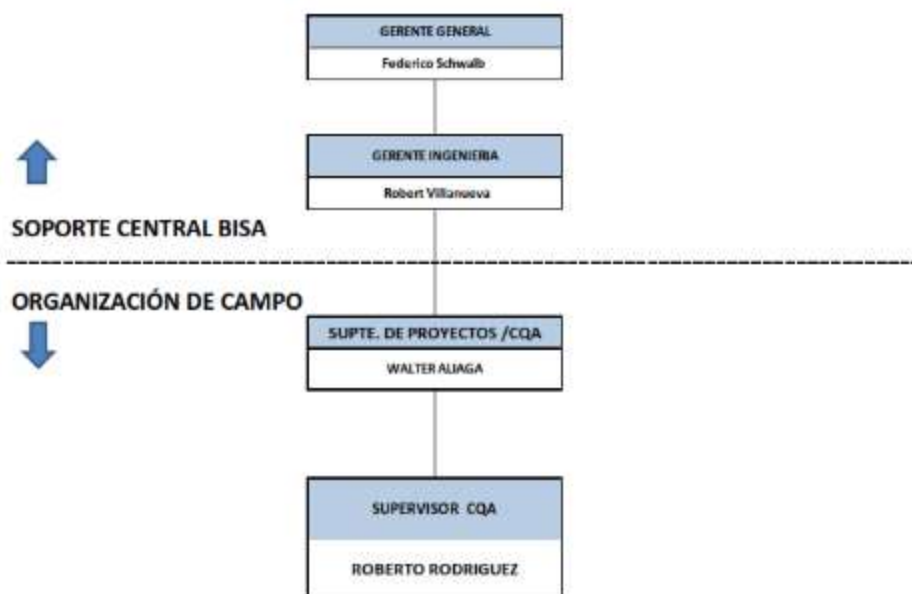 GERENTE GENERAL
Federico Schwalb
GERENTE INGENIERIA
Robert Villanueva
SOPORTE CENTRAL BISA
ORGANIZACIÓN DE CAMPO
SUPTE. DE PROYECTOS /CQA
WALTER ALIAGA
SUPERVISOR CQA
ROBERTO RODRIGUEZ